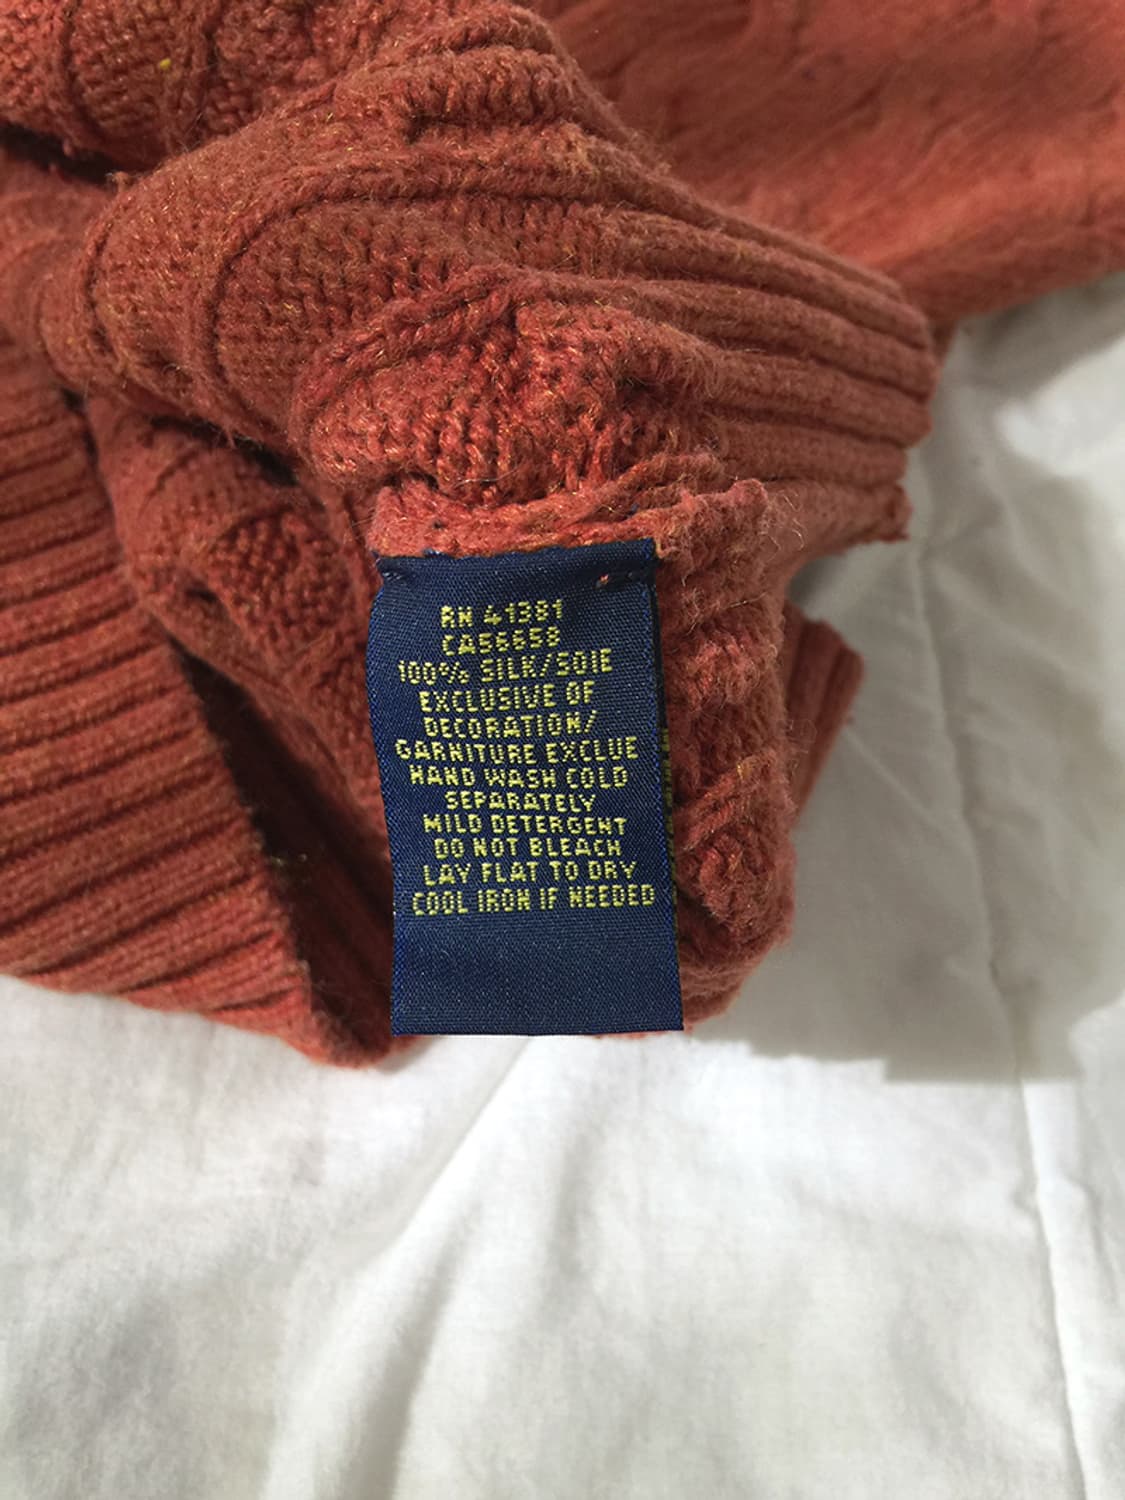 RN 41381
CA56658
100% SILK/SOIE
EXCLUSIVE OF
DECORATION/
GARNITURE EXCLUE
HAND WASH COLD
SEPARATELY
MILD DETERGENT
DO NOT BLEACH
LAY FLAT TO DRY
COOL IRON IF NEEDED